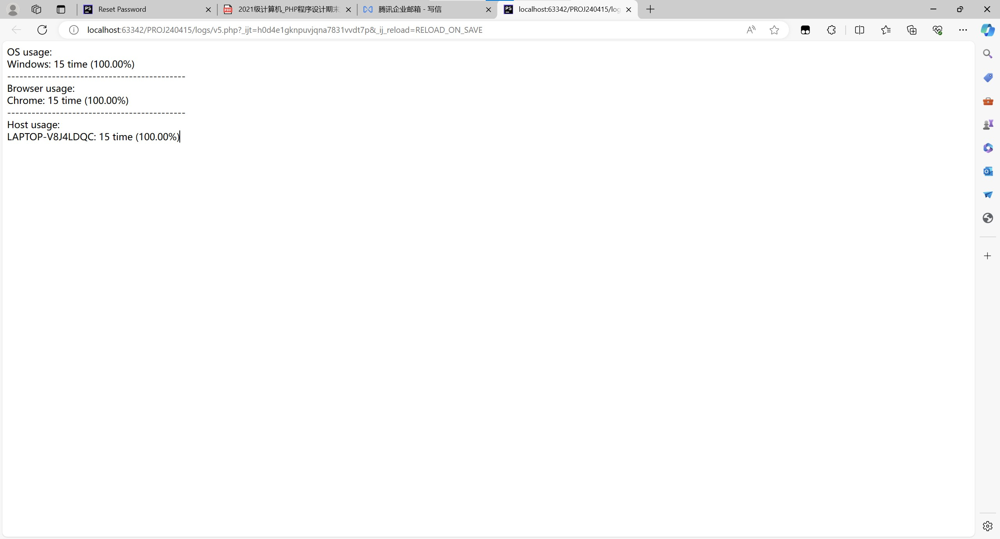 Reset Password
2021级计算机_PHP程序设计期末
腾讯企业邮箱 - 写信
localhost:63342/PROJ240415/log
localhost:63342/PROJ240415/logs/v5.php?_ijt=h0d4e1gknpuvjqna7831vvdt7p&_ij_reload=RELOAD_ON_SAVE
OS usage:
Windows: 15 time (100.00%)
--------------------------------------------
Browser usage:
Chrome: 15 time (100.00%)
--------------------------------------------
Host usage:
LAPTOP-V8J4LDQC: 15 time (100.00%)